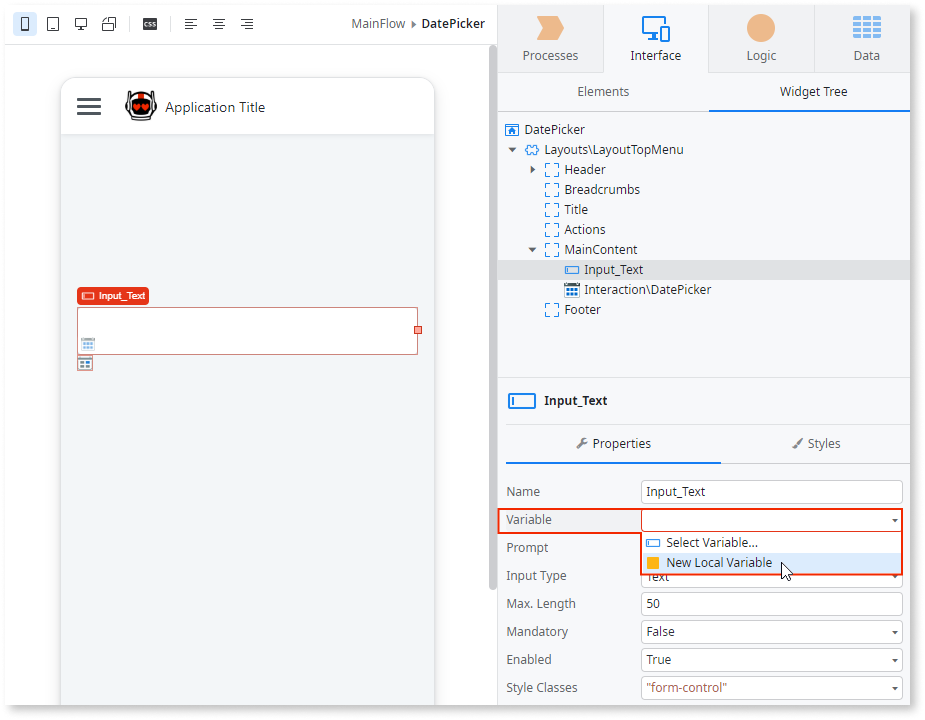 CSS
MainFlow ▸ DatePicker
Processes
Interface
Logic
Data
Elements
Widget Tree
Application Title
DatePicker
Layouts\LayoutTopMenu
Header
Breadcrumbs
Title
Actions
MainContent
Input_Text
Interaction\DatePicker
Footer
Input_Text
Input_Text
Properties
Styles
Name
Input_Text
Variable
Select Variable...
Prompt
New Local Variable
Input Type
Text
Max. Length
50
Mandatory
False
Enabled
True
Style Classes
"form-control"